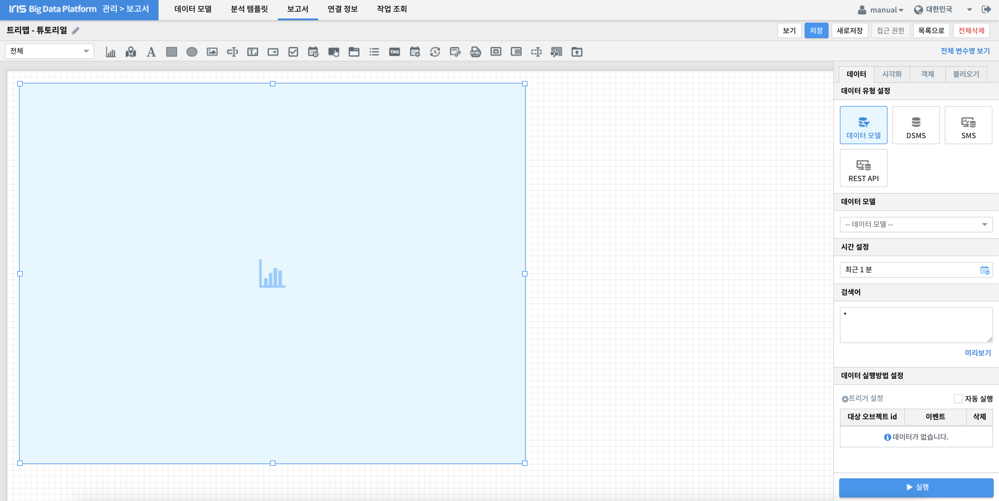 IRIS Big Data Platform 관리 > 보고서 데이터 모델 분석 템플릿 보고서 연결 정보 작업 조회 manual 대한민국
트리맵 - 튜토리얼 보기 저장 새로저장 접근 권한 목록으로 전체삭제
전체 A T TAG URL HTML 전체 변수명 보기
데이터 시각화 객체 불러오기
데이터 유형 설정
데이터 모델 DSMS SMS
REST API
데이터 모델
-- 데이터 모델 --
시간 설정
최근 1 분
검색어
*
미리보기
데이터 실행방법 설정
트리거 설정 자동 실행
대상 오브젝트 id 이벤트 삭제
데이터가 없습니다.
실행